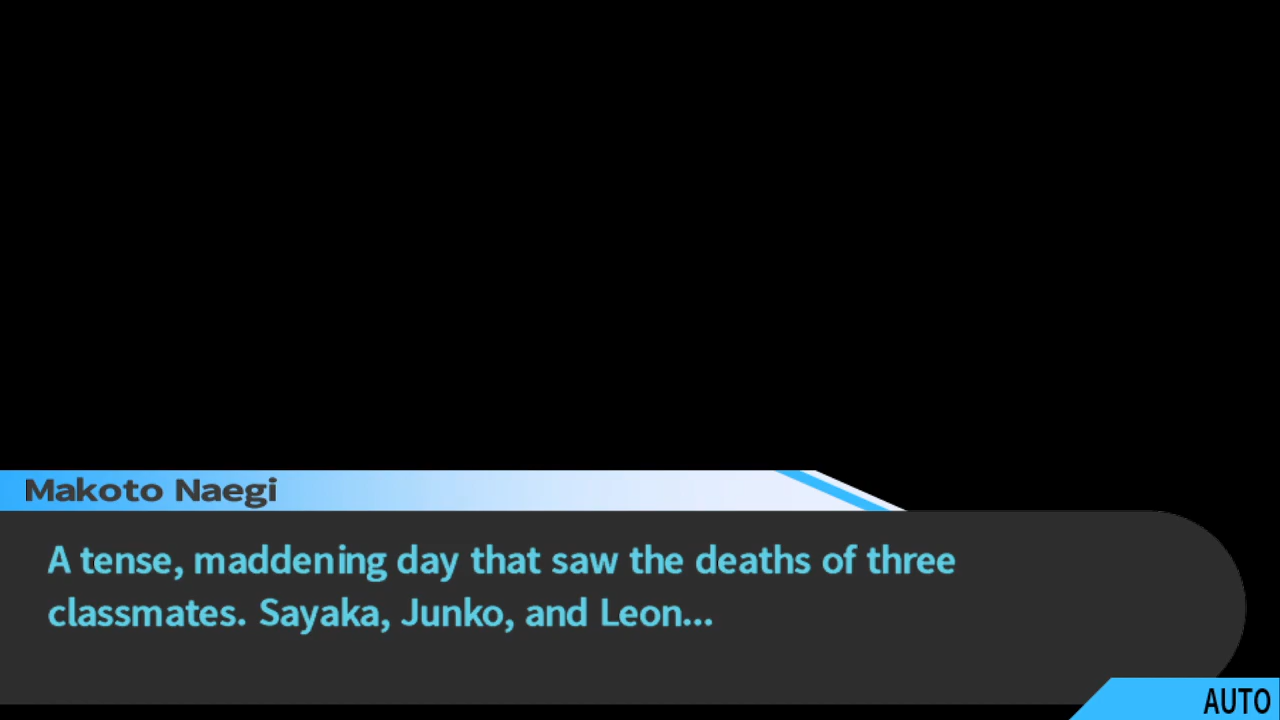 Makoto Naegi
A tense, maddening day that saw the deaths of three
classmates. Sayaka, Junko, and Leon...
AUTO